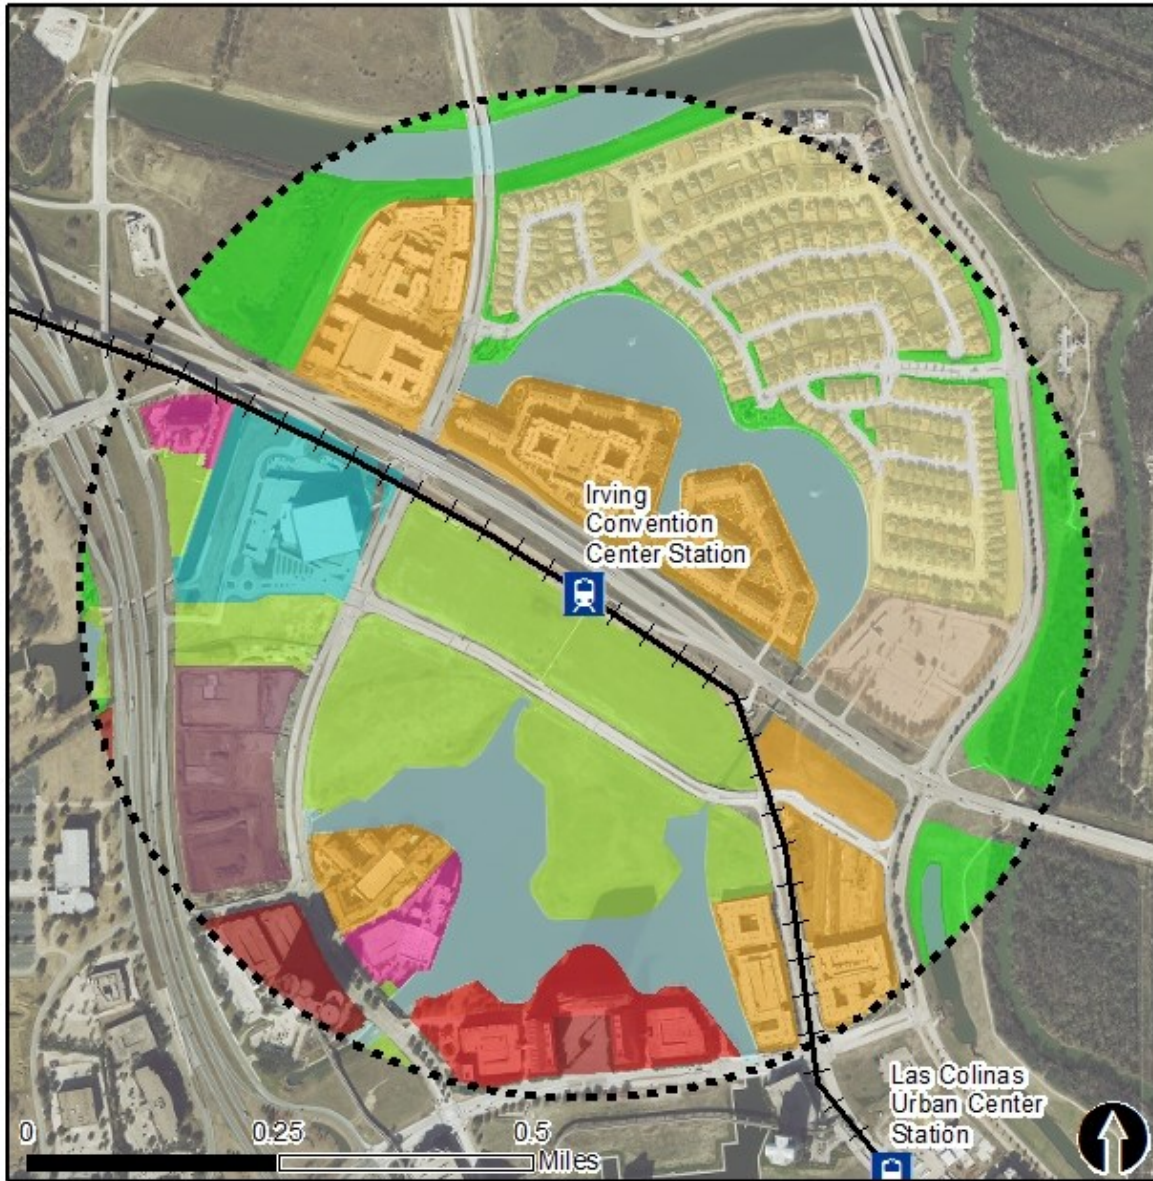 Irving
Convention
Center Station
Las Colinas
Urban Center
Station
0 0.25 0.5
Miles